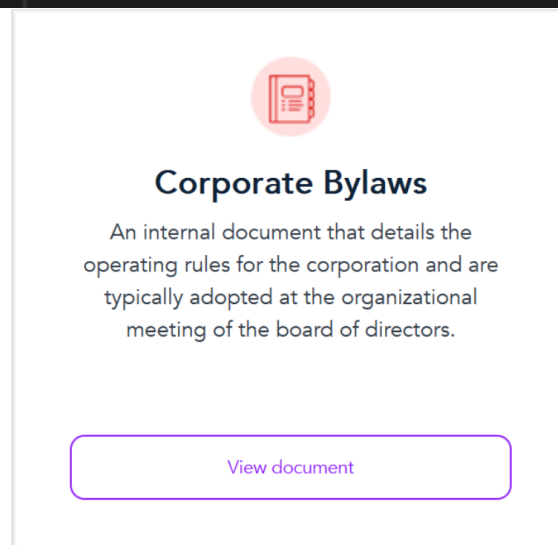 Corporate Bylaws
An internal document that details the
operating rules for the corporation and are
typically adopted at the organizational
meeting of the board of directors.
View document